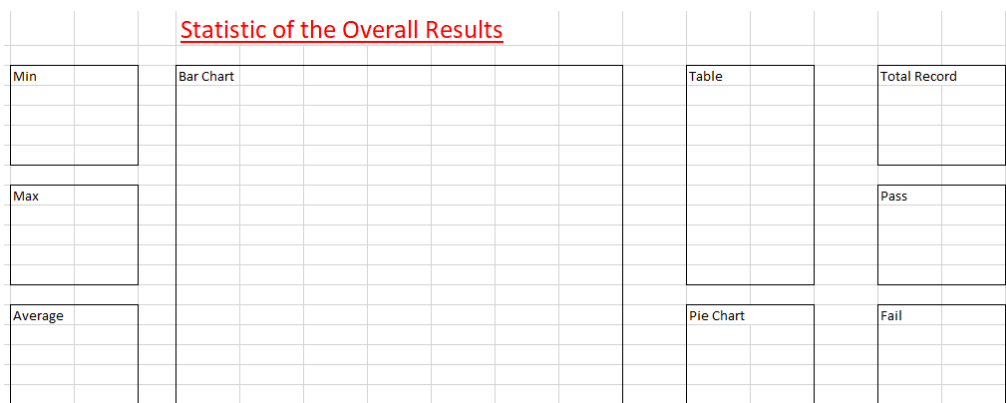 Statistic of the Overall Results
Min
Bar Chart
Table
Total Record
Max
Pass
Average
Pie Chart
Fail